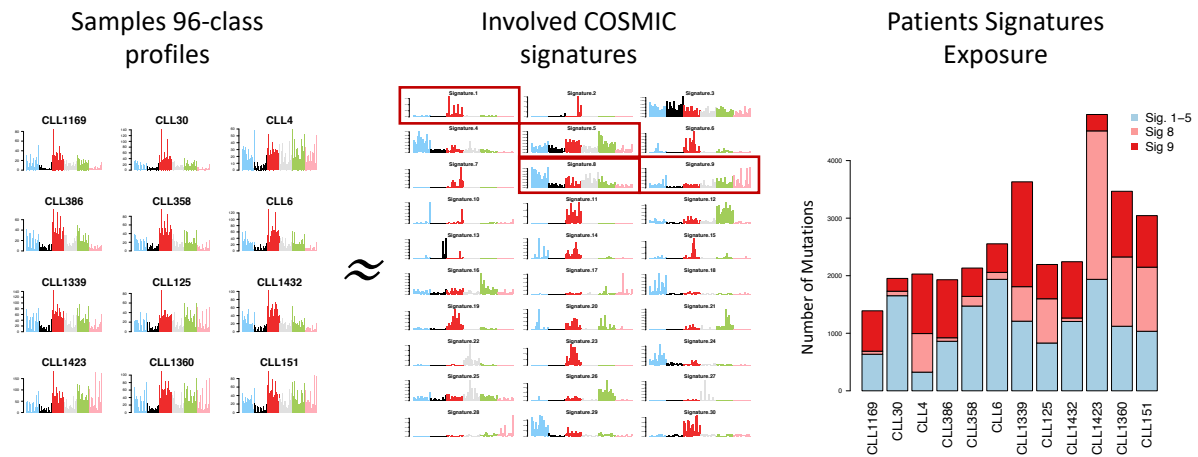 Samples 96-class
profiles
Involved COSMIC
signatures
Patients Signatures
Exposure
CLL1169 CLL30 CLL4
CLL386 CLL358 CLL6
CLL1339 CLL125 CLL1432
CLL1423 CLL1360 CLL151
≈
Signature.1 Signature.2 Signature.3
Signature.4 Signature.5 Signature.6
Signature.7 Signature.8 Signature.9
Signature.10 Signature.11 Signature.12
Signature.13 Signature.14 Signature.15
Signature.16 Signature.17 Signature.18
Signature.19 Signature.20 Signature.21
Signature.22 Signature.23 Signature.24
Signature.25 Signature.26 Signature.27
Signature.28 Signature.29 Signature.30
Sig. 1–5
Sig 8
Sig 9
Number of Mutations
4000
3000
2000
1000
0
CLL1169 CLL30 CLL4 CLL386 CLL358 CLL6 CLL1339 CLL125 CLL1432 CLL1423 CLL1360 CLL151